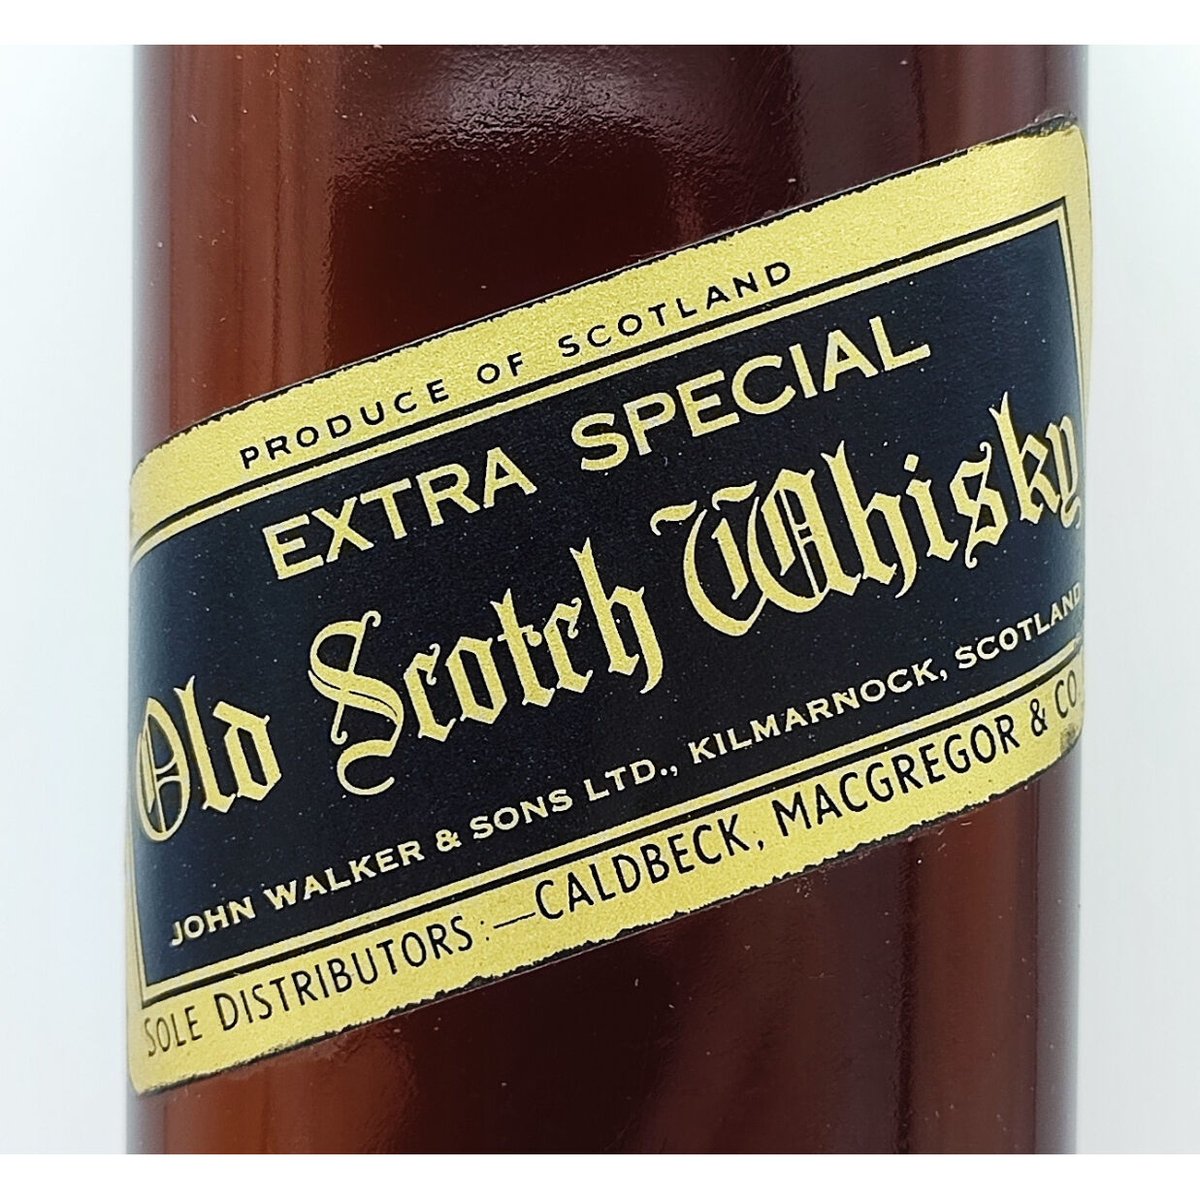 PRODUCE OF SCOTLAND
EXTRA SPECIAL
Old Scotch Whisky
JOHN WALKER & SONS LTD., KILMARNOCK, SCOTLAND
SOLE DISTRIBUTORS:—CALDBECK, MACGREGOR & CO.